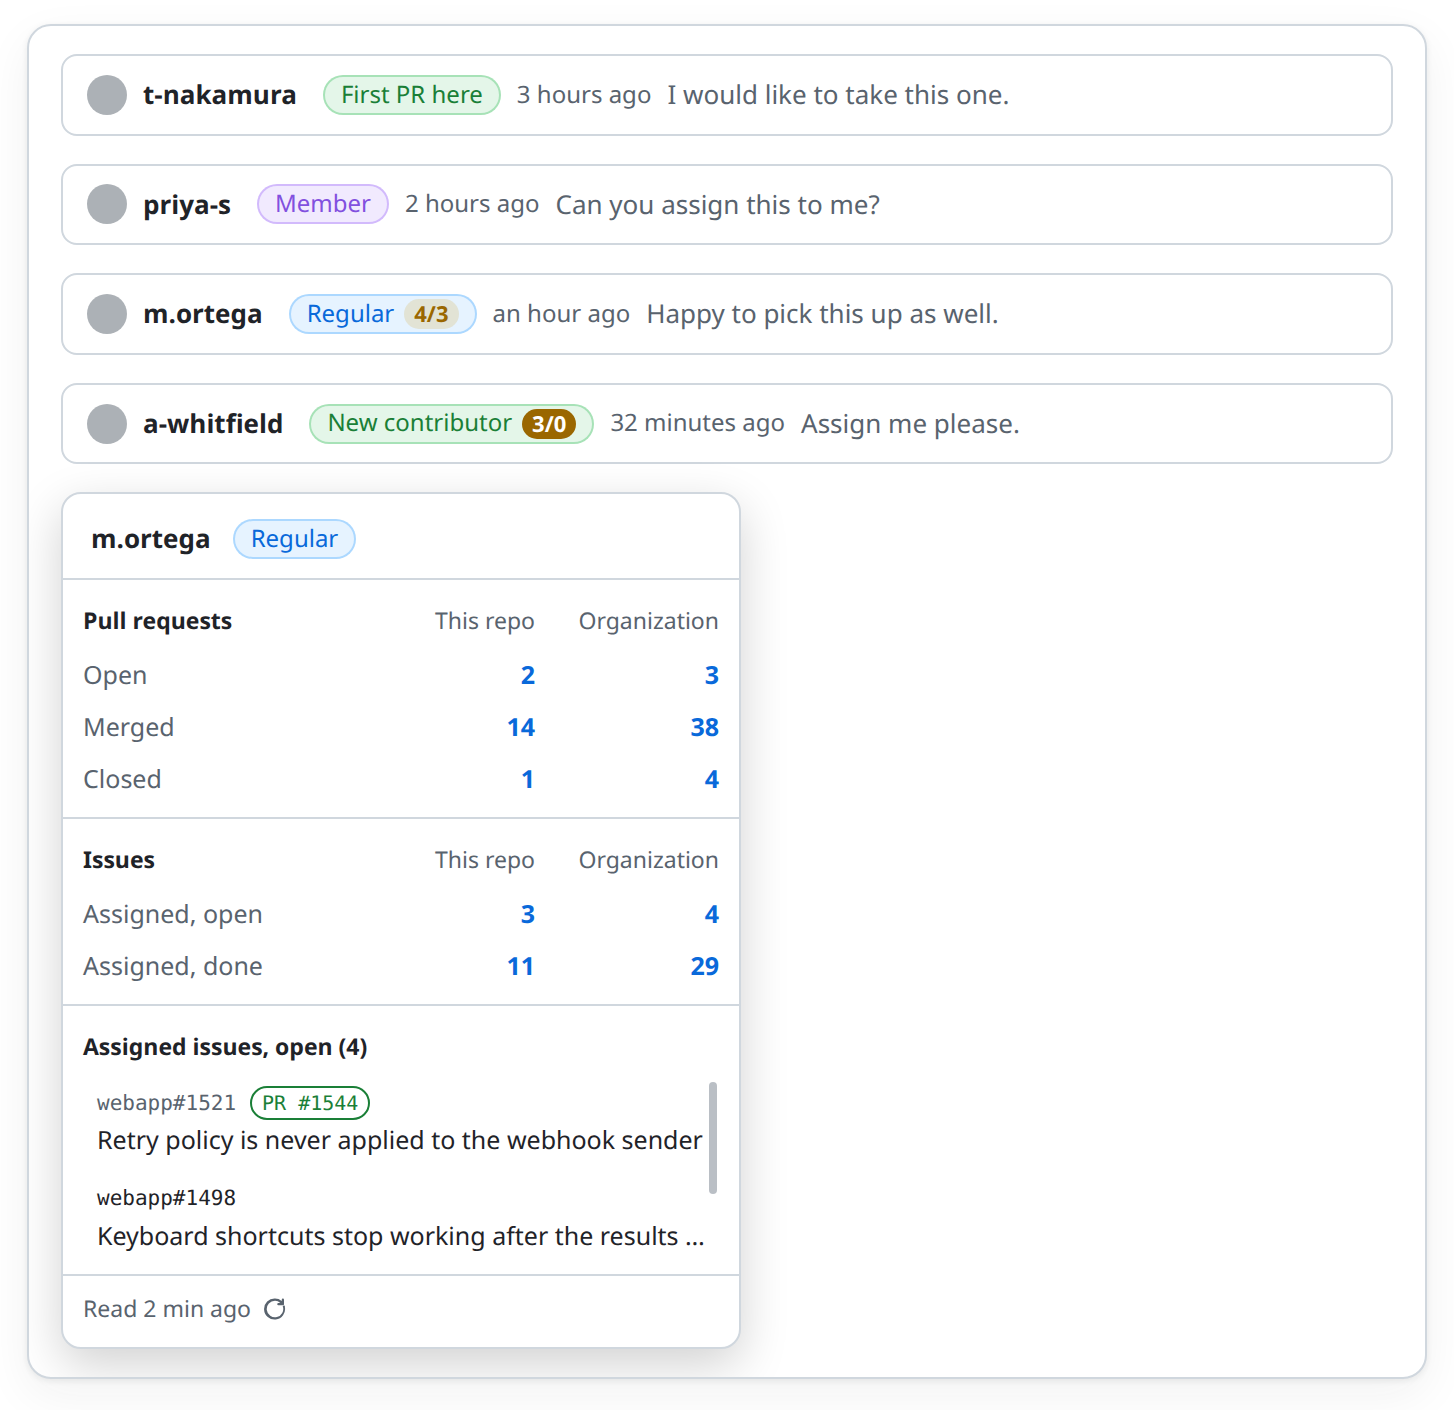 t-nakamura First PR here 3 hours ago I would like to take this one.
priya-s Member 2 hours ago Can you assign this to me?
m.ortega Regular 4/3 an hour ago Happy to pick this up as well.
a-whitfield New contributor 3/0 32 minutes ago Assign me please.
m.ortega Regular
Pull requests This repo Organization
Open 2 3
Merged 14 38
Closed 1 4
Issues This repo Organization
Assigned, open 3 4
Assigned, done 11 29
Assigned issues, open (4)
webapp#1521 PR #1544
Retry policy is never applied to the webhook sender
webapp#1498
Keyboard shortcuts stop working after the results ...
Read 2 min ago